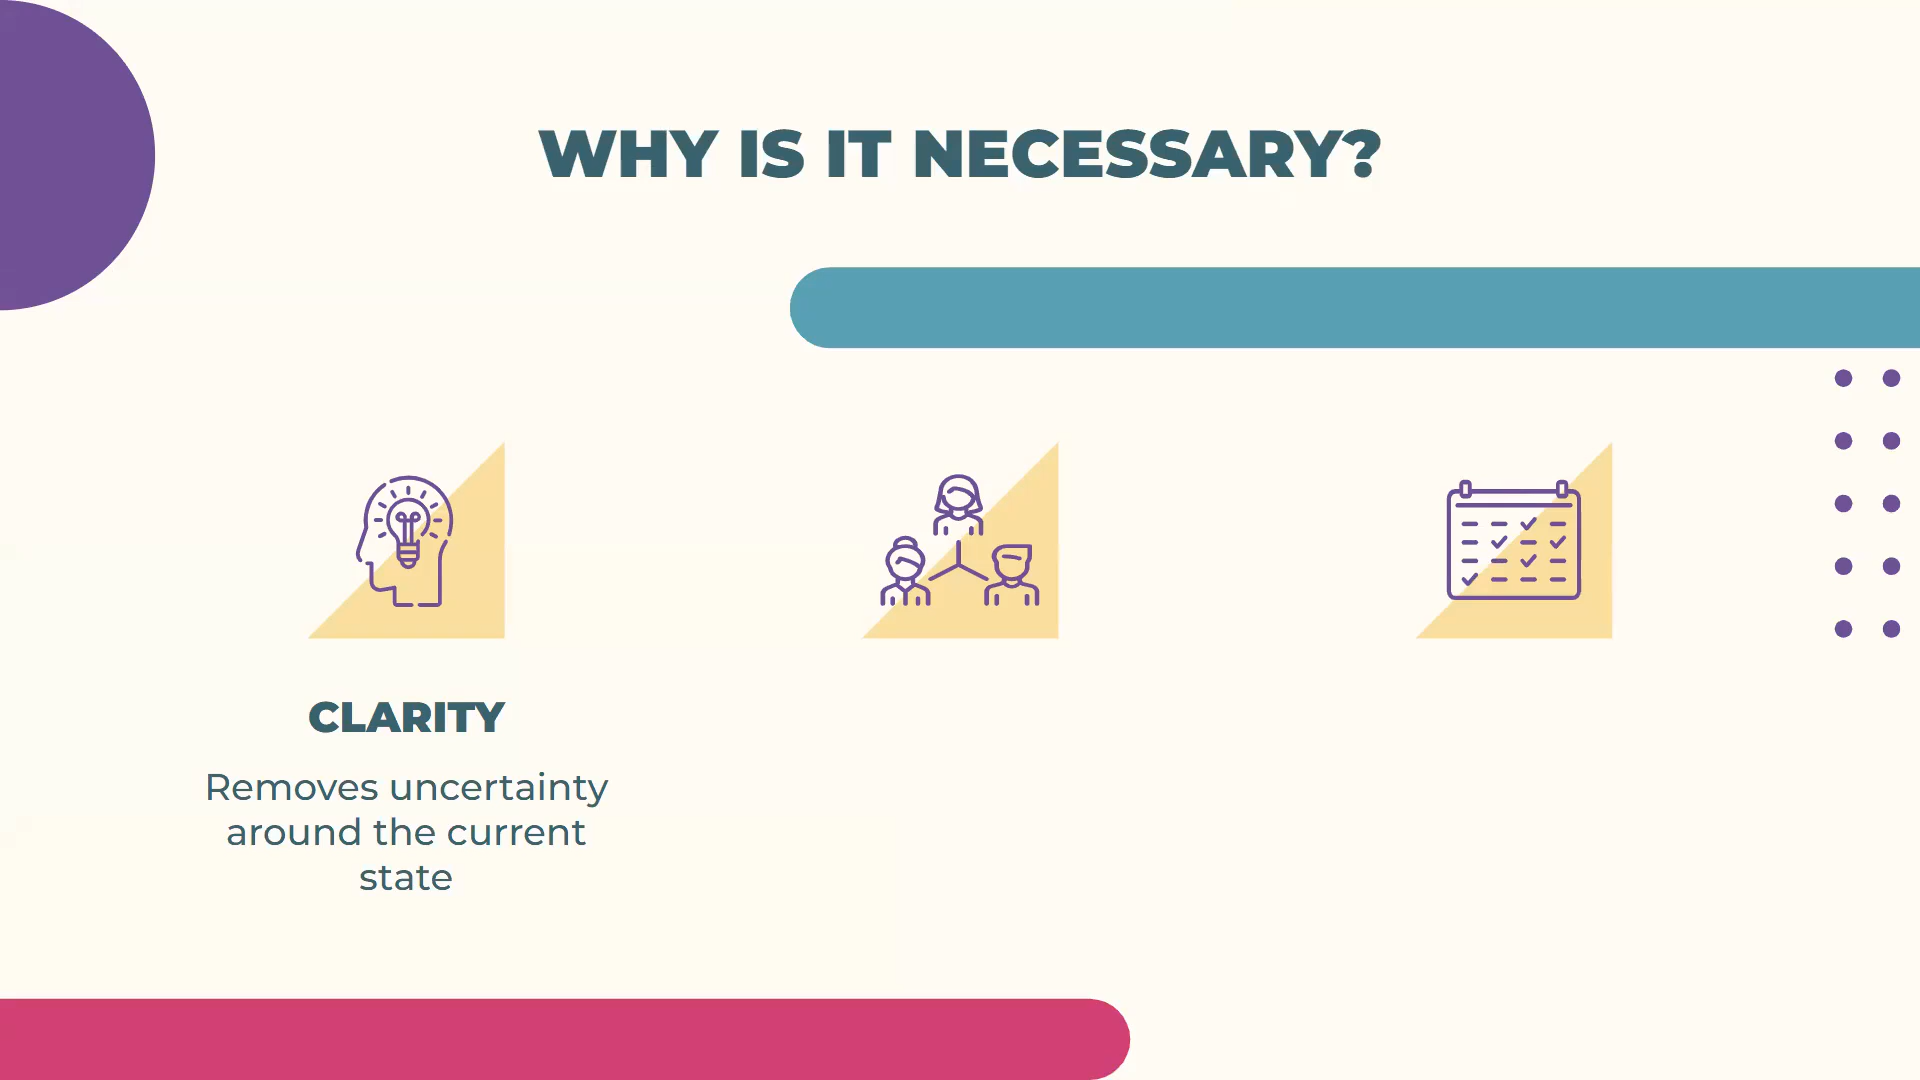 WHY IS IT NECESSARY?
CLARITY
Removes uncertainty
around the current
state